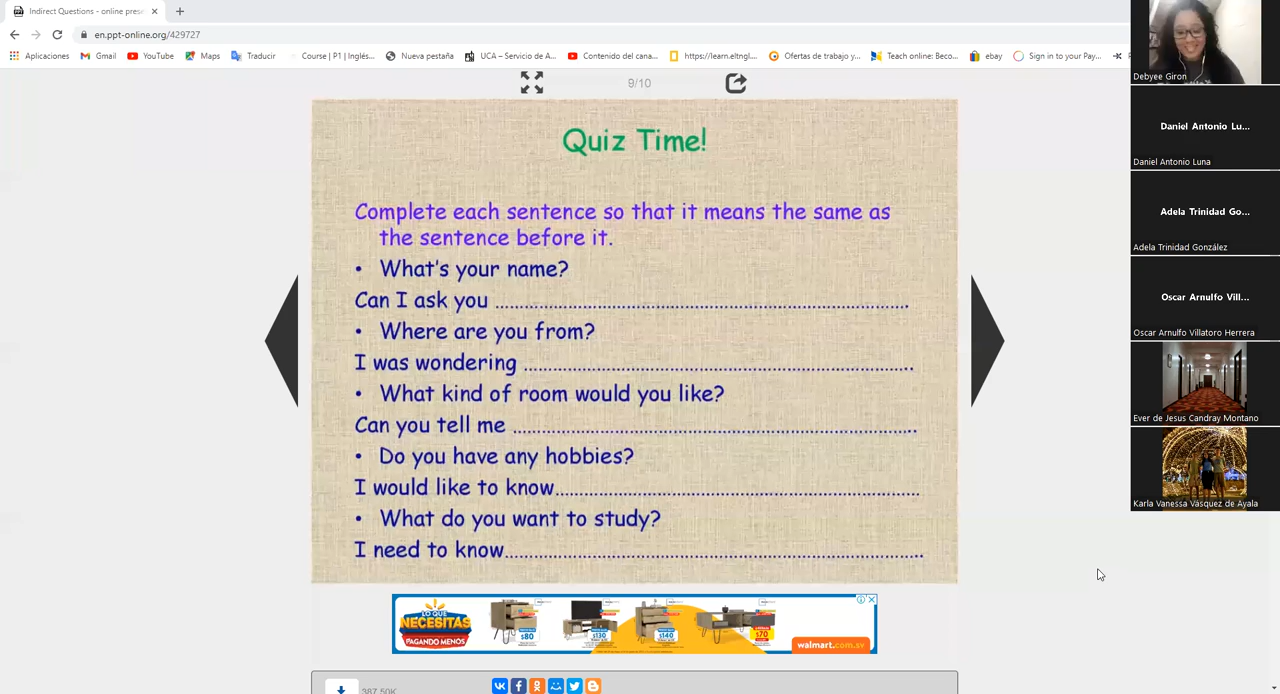 Indirect Questions - online pres
en.ppt-online.org/429727
Aplicaciones
Gmail
YouTube
Maps
Traducir
Course | P1 | Inglés...
Nueva pestaña
UCA – Servicio de A...
Contenido del cana...
https://learn.eltngl...
Ofertas de trabajo y...
Teach online: Beco...
ebay
Sign in to your Pay...
9/10
Quiz Time!
Complete each sentence so that it means the same as
the sentence before it.
• What's your name?
Can I ask you ........................................................................................
• Where are you from?
I was wondering ....................................................................................
• What kind of room would you like?
Can you tell me ....................................................................................
• Do you have any hobbies?
I would like to know..............................................................................
• What do you want to study?
I need to know.......................................................................................
LO QUE
NECESITAS
PAGANDO MENOS
$80
$130
$140
$70
walmart.com.sv
387.50K
Debyee Giron
Daniel Antonio Lu...
Daniel Antonio Luna
Adela Trinidad Go...
Adela Trinidad González
Oscar Arnulfo Vill...
Oscar Arnulfo Villatoro Herrera
Ever de Jesus Candray Montano
Karla Vanessa Vásquez de Ayala